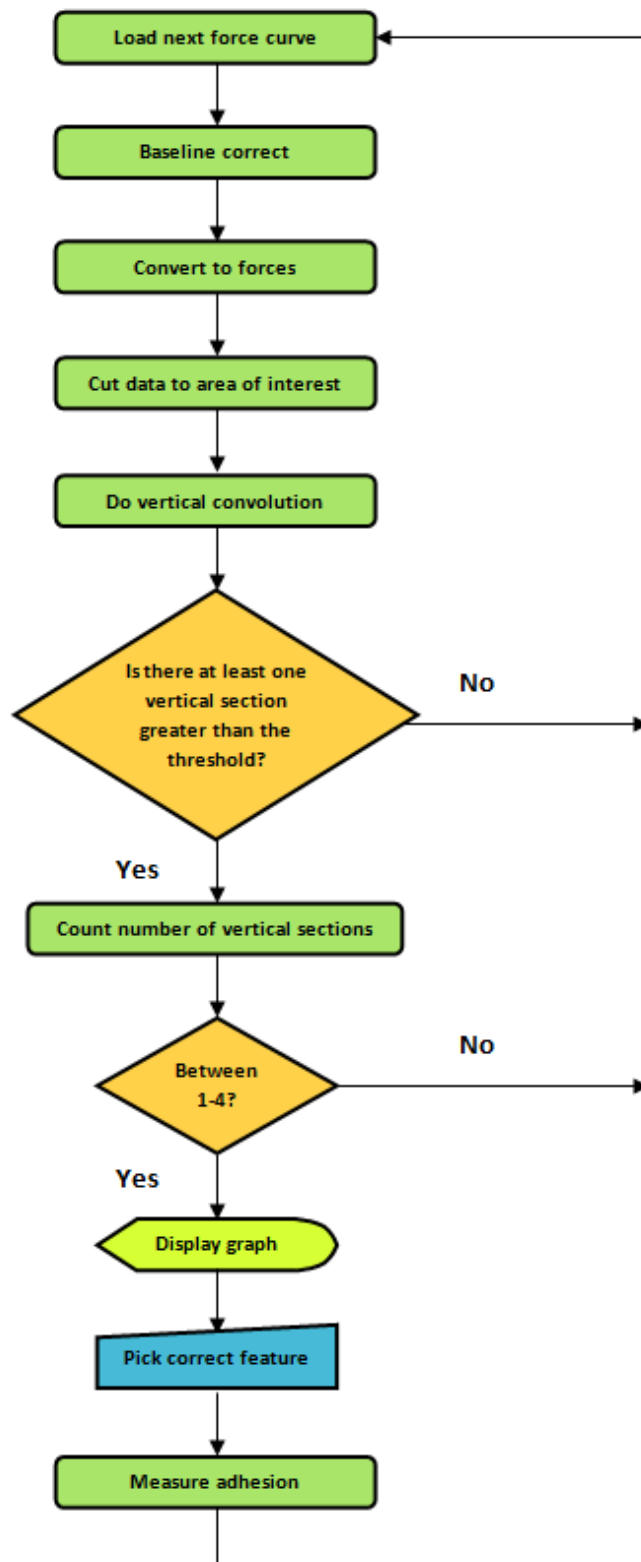 Load next force curve
Baseline correct
Convert to forces
Cut data to area of interest
Do vertical convolution
Is there at least one
vertical section
greater than the
threshold?
No
Yes
Count number of vertical sections
Between
1-4?
No
Yes
Display graph
Pick correct feature
Measure adhesion